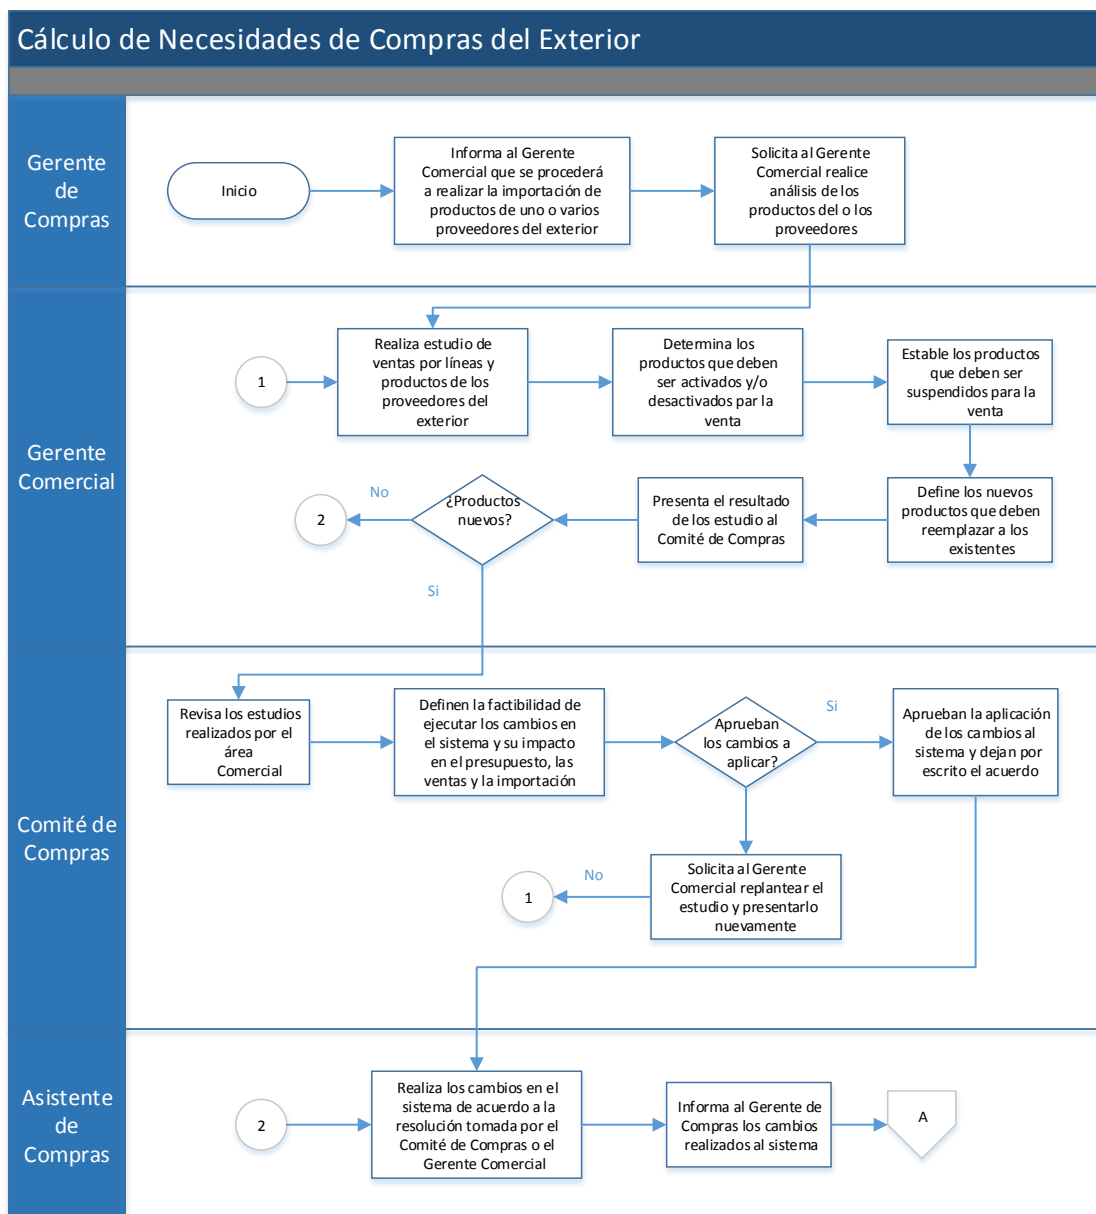 Cálculo de Necesidades de Compras del Exterior
Gerente
de
Compras
Inicio
Informa al Gerente
Comercial que se procederá
a realizar la importación de
productos de uno o varios
proveedores del exterior
Solicita al Gerente
Comercial realice
análisis de los
productos del o los
proveedores
Gerente
Comercial
1
Realiza estudio de
ventas por líneas y
productos de los
proveedores del
exterior
Determina los
productos que deben
ser activados y/o
desactivados par la
venta
Estable los productos
que deben ser
suspendidos para la
venta
2
No
¿Productos
nuevos?
Si
Presenta el resultado
de los estudio al
Comité de Compras
Define los nuevos
productos que deben
reemplazar a los
existentes
Comité de
Compras
Revisa los estudios
realizados por el
área
Comercial
Definen la factibilidad de
ejecutar los cambios en
el sistema y su impacto
en el presupuesto, las
ventas y la importación
Aprueban
los cambios a
aplicar?
Si
Aprueban la aplicación
de los cambios al
sistema y dejan por
escrito el acuerdo
1
No
Solicita al Gerente
Comercial replantear el
estudio y presentarlo
nuevamente
Asistente
de
Compras
2
Realiza los cambios en el
sistema de acuerdo a la
resolución tomada por el
Comité de Compras o el
Gerente Comercial
Informa al Gerente de
Compras los cambios
realizados al sistema
A